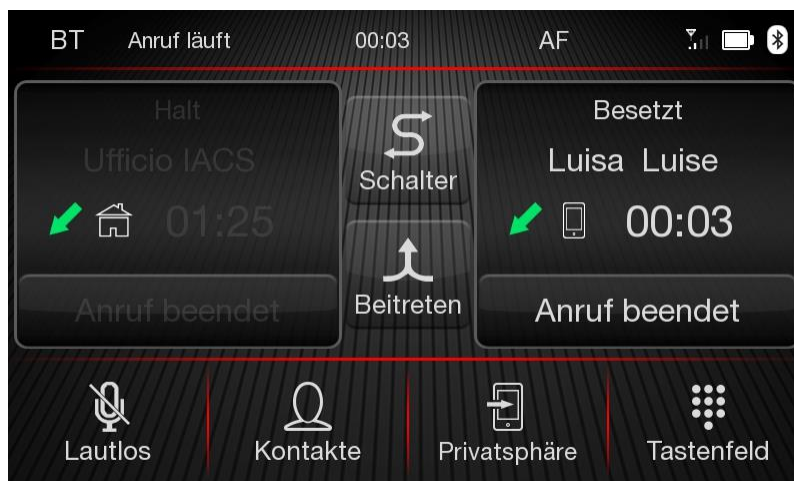 BT Anruf läuft 00:03 AF
Halt
Ufficio IACS
01:25
Anruf beendet
Schalter
Beitreten
Besetzt
Luisa Luise
00:03
Anruf beendet
Lautlos Kontakte Privatsphäre Tastenfeld